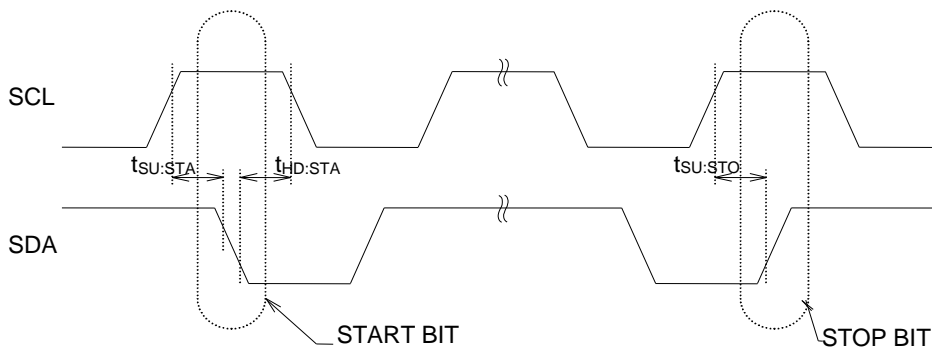 SCL
tSU:STA
tHD:STA
tSU:STO
SDA
START BIT
STOP BIT